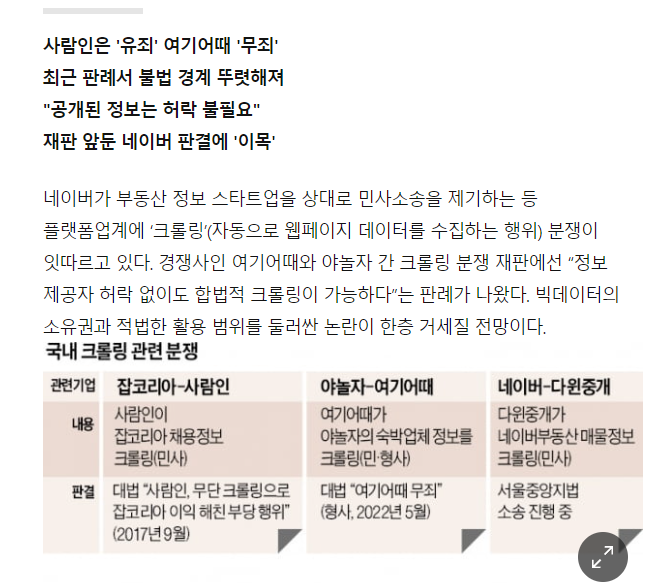 사람인은 '유죄' 여기어때 '무죄'
최근 판례서 불법 경계 뚜렷해져
"공개된 정보는 허락 불필요"
재판 앞둔 네이버 판결에 '이목'
네이버가 부동산 정보 스타트업을 상대로 민사소송을 제기하는 등
플랫폼업계에 ‘크롤링’(자동으로 웹페이지 데이터를 수집하는 행위) 분쟁이
잇따르고 있다. 경쟁사인 여기어때와 야놀자 간 크롤링 분쟁 재판에선 “정보
제공자 허락 없이도 합법적 크롤링이 가능하다”는 판례가 나왔다. 빅데이터의
소유권과 적법한 활용 범위를 둘러싼 논란이 한층 거세질 전망이다.
국내 크롤링 관련 분쟁
관련기업 잡코리아-사람인 야놀자-여기어때 네이버-다윈중개
내용
사람인이
잡코리아 채용정보
크롤링(민사)
여기어때가
야놀자의 숙박업체 정보를
크롤링(민·형사)
다윈중개가
네이버부동산 매물정보
크롤링(민사)
판결
대법 “사람인, 무단 크롤링으로
잡코리아 이익 해친 부당 행위”
(2017년 9월)
대법 “여기어때 무죄”
(형사, 2022년 5월)
서울중앙지법
소송 진행 중